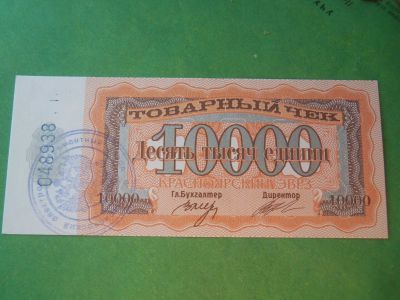 ТОВАРНЫЙ ЧЕК
10000
Десять тысяч единиц
КРАСНОЯРСКИЙ ЭВРЗ
10000
Гл.Бухгалтер
Директор
10000
048938